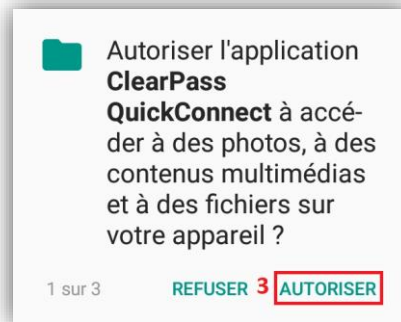 Autoriser l'application
ClearPass
QuickConnect à accé-
der à des photos, à des
contenus multimédias
et à des fichiers sur
votre appareil ?
1 sur 3 REFUSER 3 AUTORISER